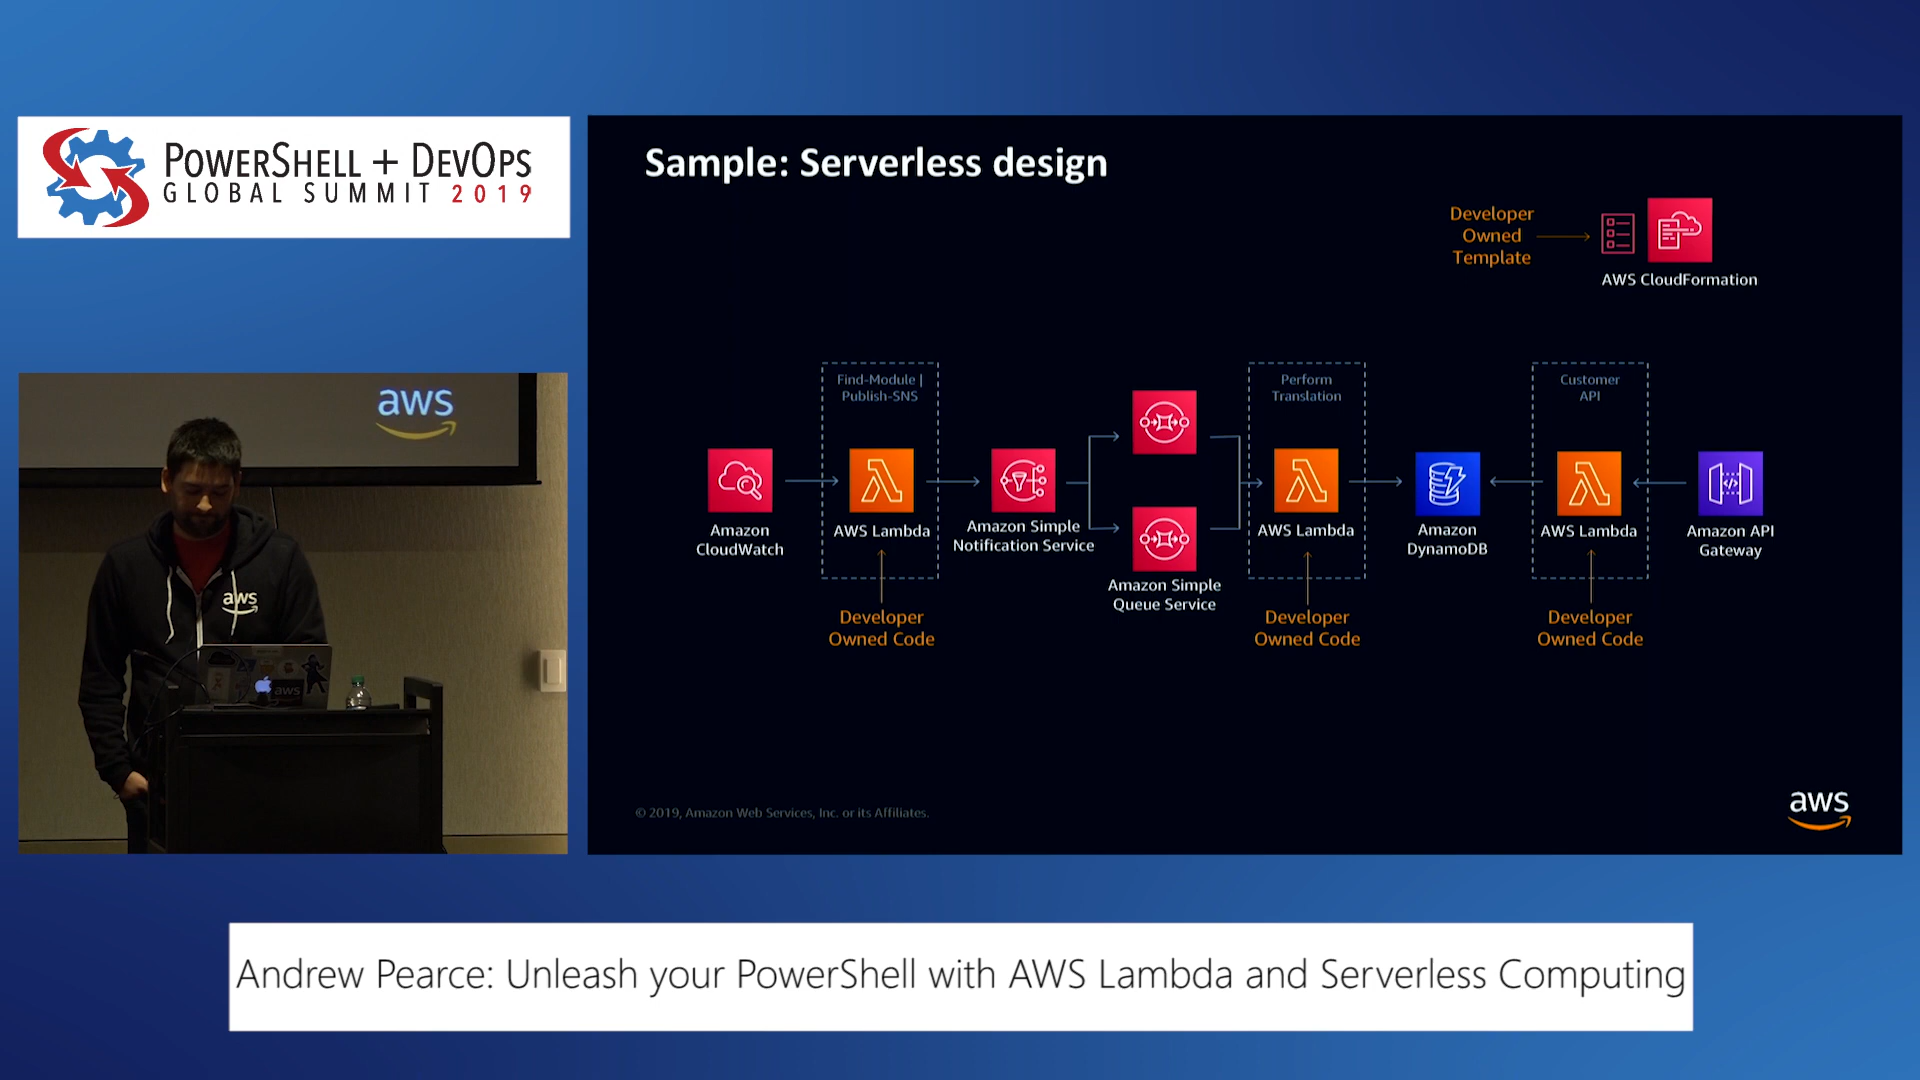 POWERSHELL + DEVOPS
GLOBAL SUMMIT 2019
aws
aws
aws
Sample: Serverless design
Developer
Owned
Template
AWS CloudFormation
Find-Module |
Publish-SNS
Perform
Translation
Customer
API
Amazon
CloudWatch
AWS Lambda
Amazon Simple
Notification Service
Amazon Simple
Queue Service
AWS Lambda
Amazon
DynamoDB
AWS Lambda
Amazon API
Gateway
Developer
Owned Code
Developer
Owned Code
Developer
Owned Code
© 2019, Amazon Web Services, Inc. or its Affiliates.
aws
Andrew Pearce: Unleash your PowerShell with AWS Lambda and Serverless Computing